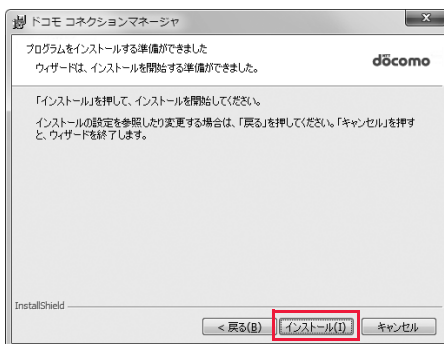 ドコモ コネクションマネージャ
プログラムをインストールする準備ができました
ウィザードは、インストールを開始する準備ができました。
döcomo
「インストール」を押して、インストールを開始してください。
インストールの設定を参照したり変更する場合は、「戻る」を押してください。「キャンセル」を押す
と、ウィザードを終了します。
InstallShield
< 戻る(B)
インストール(I)
キャンセル